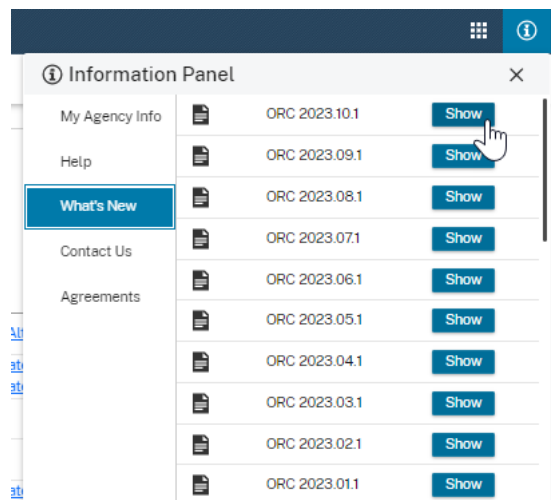 Information Panel
My Agency Info
Help
What's New
Contact Us
Agreements
ORC 2023.10.1 Show
ORC 2023.09.1 Show
ORC 2023.08.1 Show
ORC 2023.07.1 Show
ORC 2023.06.1 Show
ORC 2023.05.1 Show
ORC 2023.04.1 Show
ORC 2023.03.1 Show
ORC 2023.02.1 Show
ORC 2023.01.1 Show